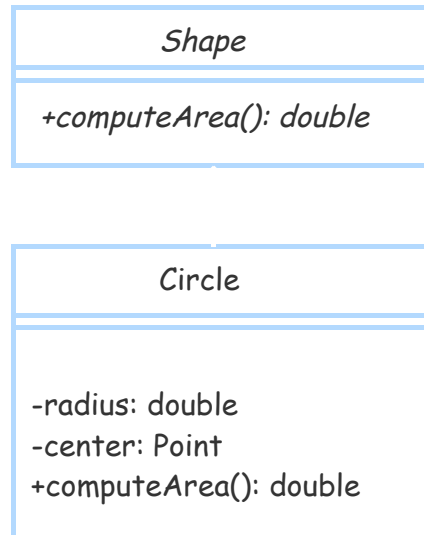 Shape
+computeArea(): double
Circle
-radius: double
-center: Point
+computeArea(): double